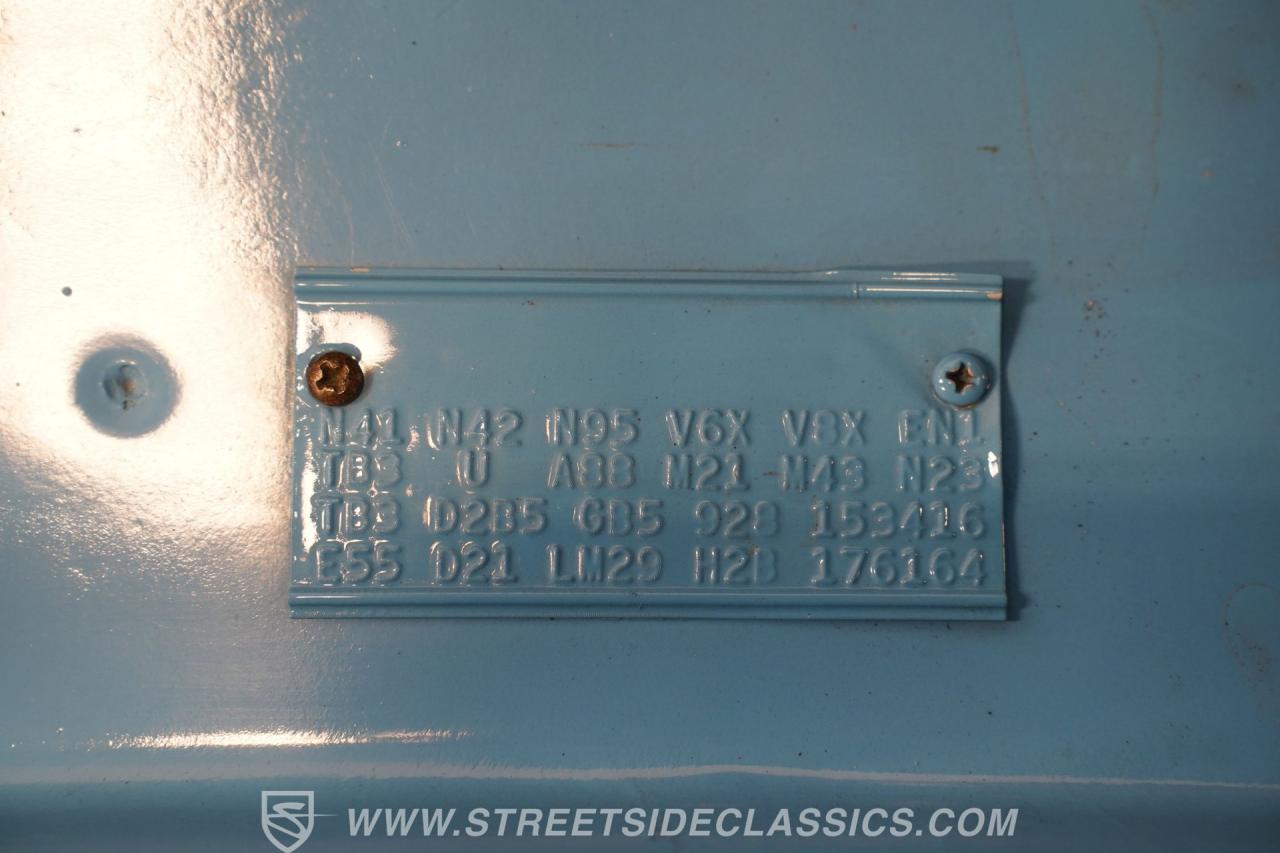 N41 N42 N95 V6X V8X EN1
TB3 U A88 M21 M43 N23
TB3 D2B5 GB5 928 153416
E55 D21 LM29 H2B 176164
WWW.STREETSIDECLASSICS.COM